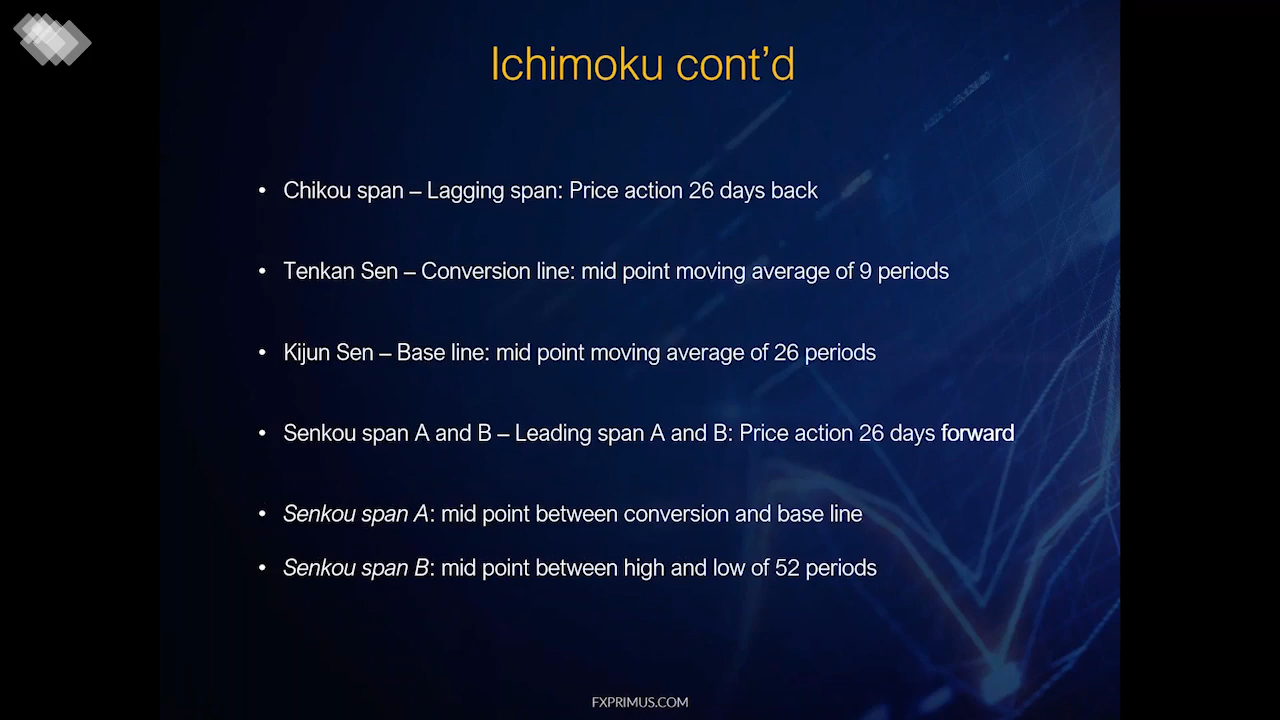 Ichimoku cont’d
• Chikou span – Lagging span: Price action 26 days back
• Tenkan Sen – Conversion line: mid point moving average of 9 periods
• Kijun Sen – Base line: mid point moving average of 26 periods
• Senkou span A and B – Leading span A and B: Price action 26 days forward
• Senkou span A: mid point between conversion and base line
• Senkou span B: mid point between high and low of 52 periods
FXPRIMUS.COM